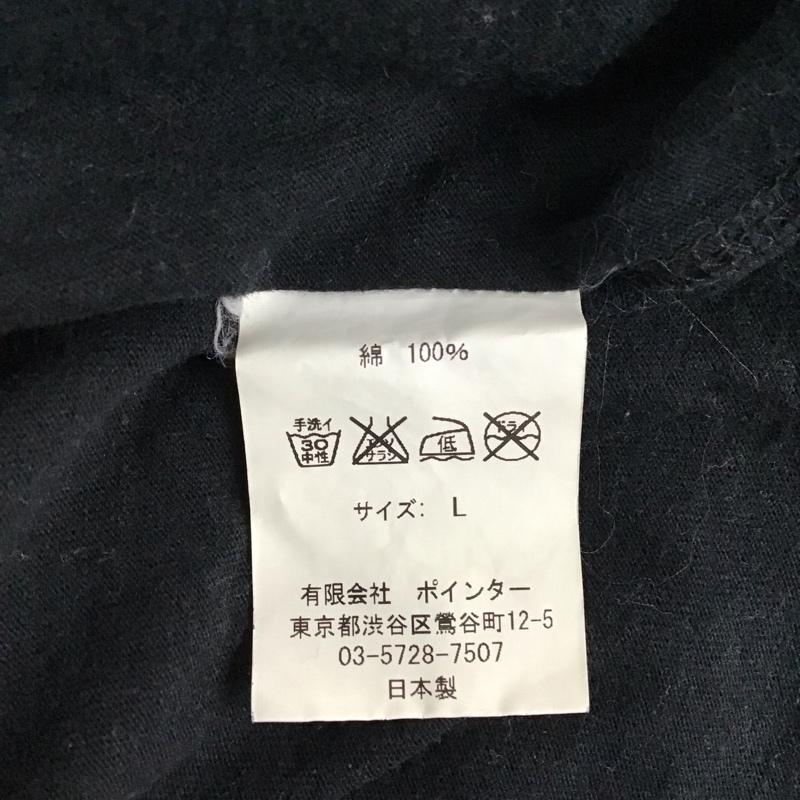 綿 100%
手洗イ
30
中性
エンソ
サラシ
低
ドライ
サイズ: L
有限会社 ポインター
東京都渋谷区鶯谷町12-5
03-5728-7507
日本製